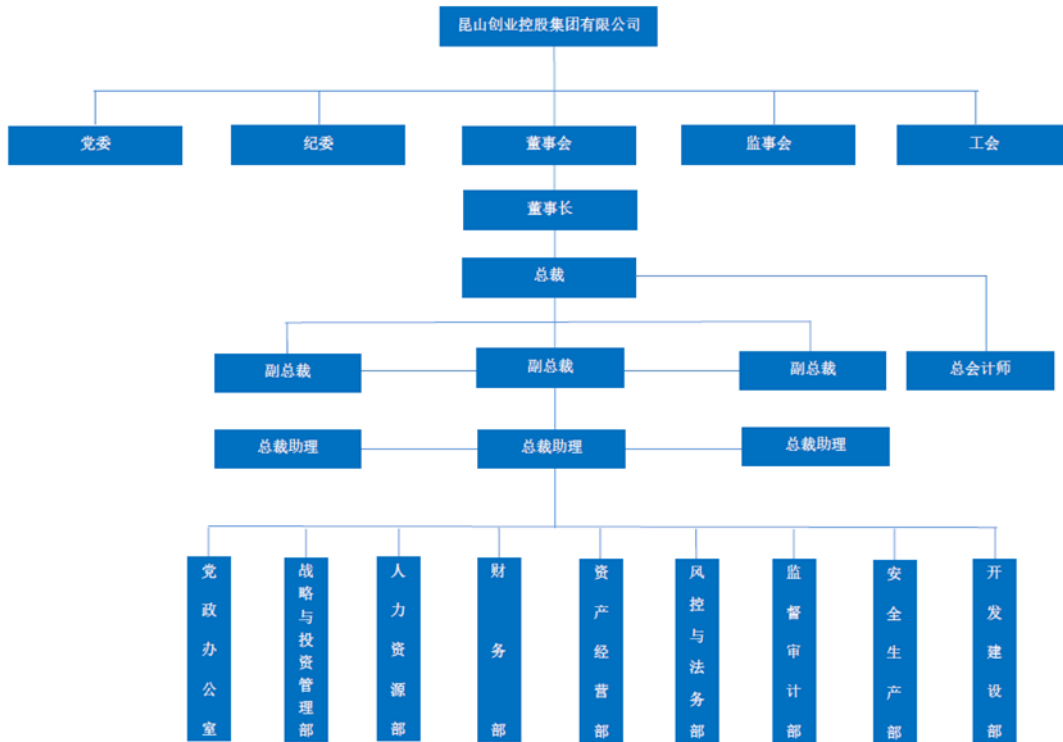 昆山创业控股集团有限公司
党委
纪委
董事会
监事会
工会
董事长
总裁
副总裁
副总裁
副总裁
总会计师
总裁助理
总裁助理
总裁助理
党政办公室
战略与投资管理部
人力资源部
财务部
资产经营部
风控与法务部
监督审计部
安全生产部
开发建设部